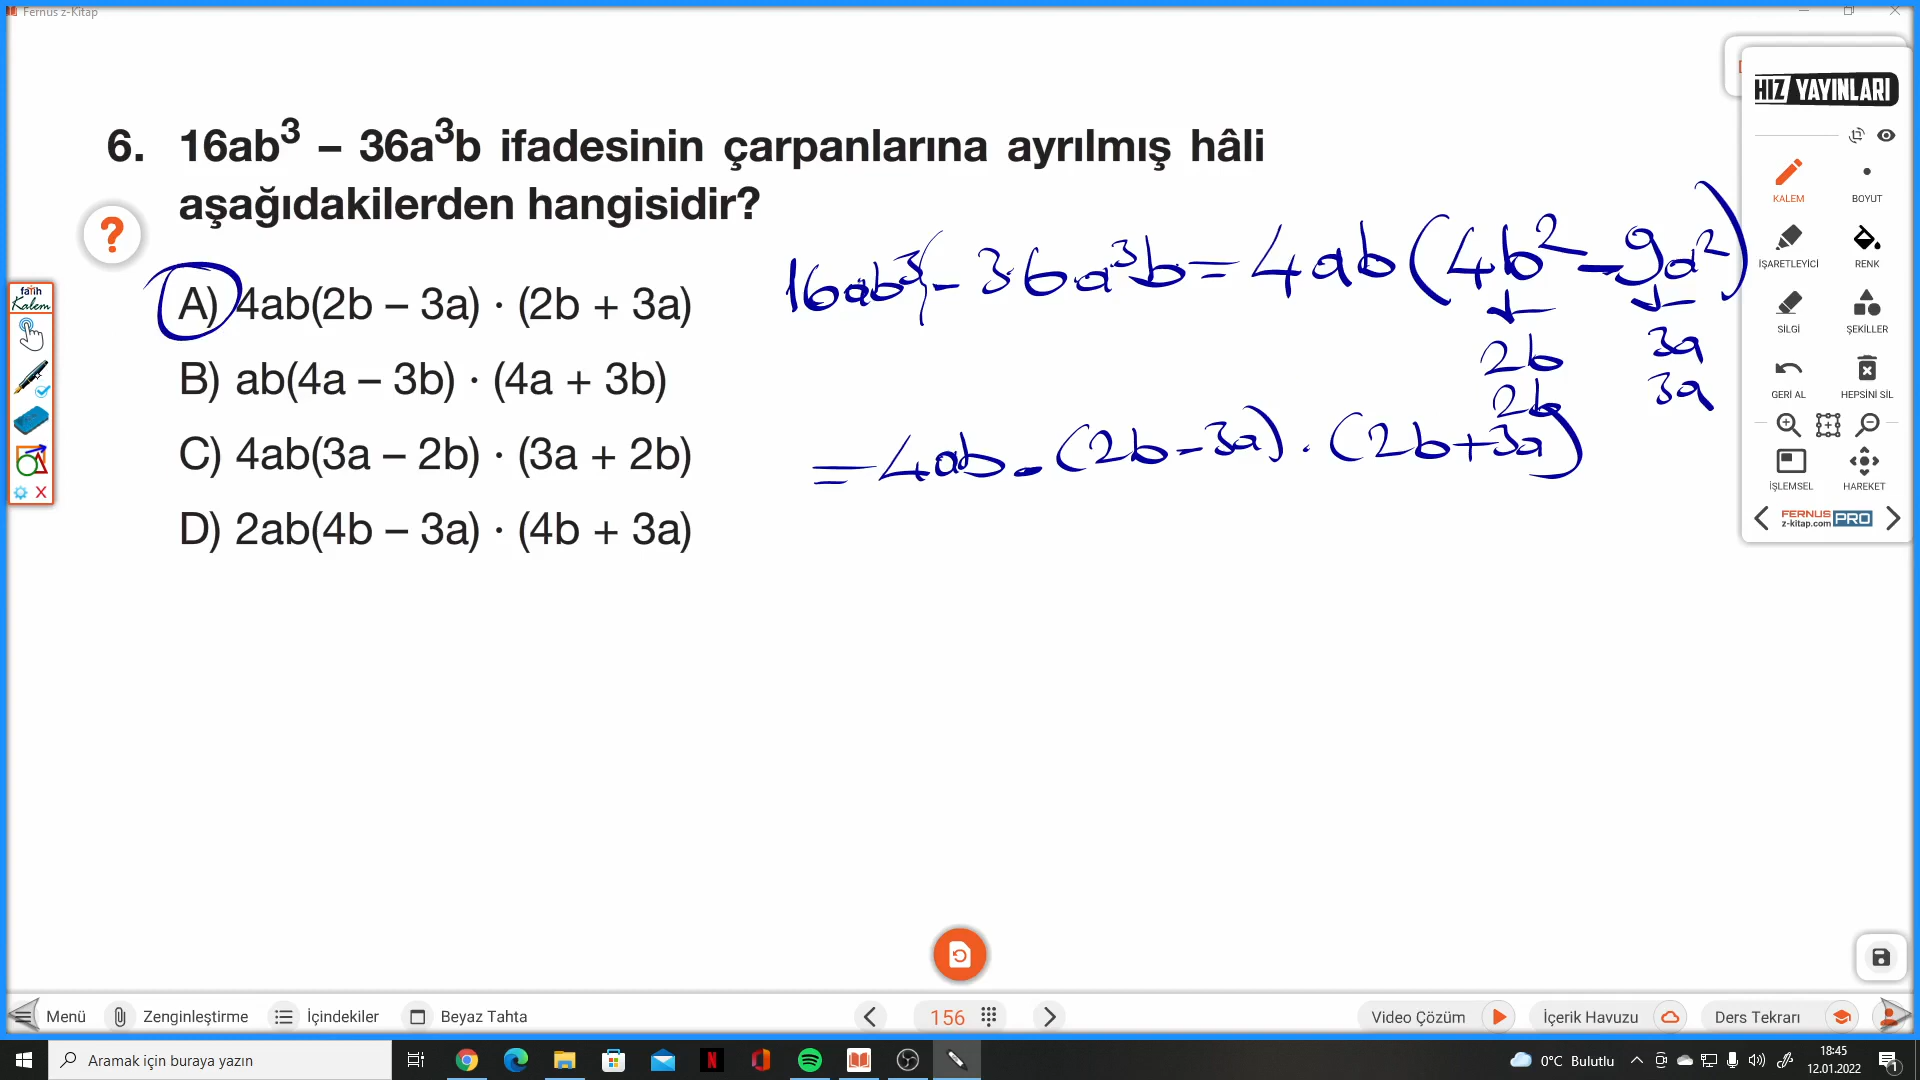 Fernus z-Kitap
6. 16ab³ – 36a³b ifadesinin çarpanlarına ayrılmış hâli
aşağıdakilerden hangisidir?
?
A) 4ab(2b – 3a) · (2b + 3a)
B) ab(4a – 3b) · (4a + 3b)
C) 4ab(3a – 2b) · (3a + 2b)
D) 2ab(4b – 3a) · (4b + 3a)
16ab³ - 36a³b = 4ab(4b² - 9a²)
2b 3a
2b 3a
= 4ab · (2b - 3a) · (2b + 3a)
fatih
Kalem
HIZ YAYINLARI
KALEM BOYUT
İŞARETLEYİCİ RENK
SİLGİ ŞEKİLLER
GERİ AL HEPSİNİ SİL
İŞLEMSEL HAREKET
FERNUS
z-kitap.com PRO
Menü Zenginleştirme İçindekiler Beyaz Tahta 156 Video Çözüm İçerik Havuzu Ders Tekrarı
Aramak için buraya yazın
0°C Bulutlu
18:45
12.01.2022
1